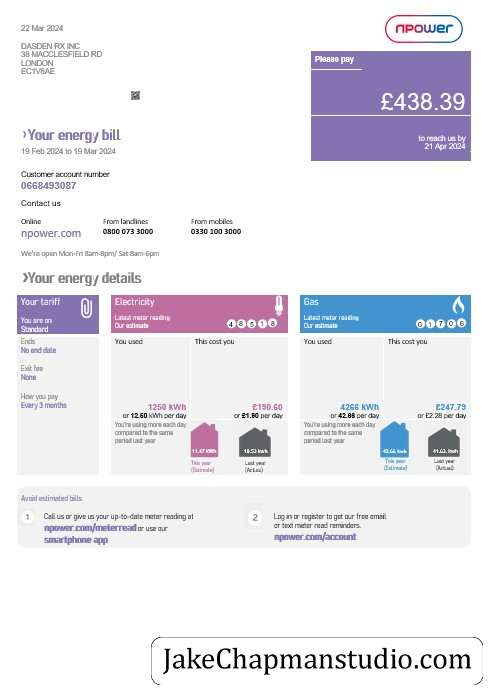 22 Mar 2024
npower
DASDEN RX INC
38 MACCLESFIELD RD
LONDON
EC1V8AE
Please pay
£438.39
to reach us by
21 Apr 2024
›Your energy bill
19 Feb 2024 to 19 Mar 2024
Customer account number
0668493087
Contact us
Online From landlines From mobiles
npower.com 0800 073 3000 0330 100 3000
We're open Mon-Fri 8am-8pm/ Sat 8am-6pm
›Your energy details
Your tariff
You are on
Standard
Ends
No end date
Exit fee
None
How you pay
Every 3 months
Electricity
Latest meter reading
Our estimate 4 8 5 1 8
You used This cost you
1250 kWh £190.60
or 12.60 kWh per day or £1.90 per day
You're using more each day
compared to the same
period last year
11.47 kWh 10.53 kwh
This year
(Estimate)
Last year
(Actual)
Gas
Latest meter reading
Our estimate 0 1 7 0 6
You used This cost you
4266 kWh £247.79
or 42.66 kWh per day or £2.28 per day
You're using more each day
compared to the same
period last year
42.66 kWh 41.63 kwh
This year
(Estimate)
Last year
(Actual)
Avoid estimated bills
1 Call us or give us your up-to-date meter reading at
npower.com/meterread or use our
smartphone app
2 Log in or register to get our free email
or text meter read reminders.
npower.com/account
JakeChapmanstudio.com